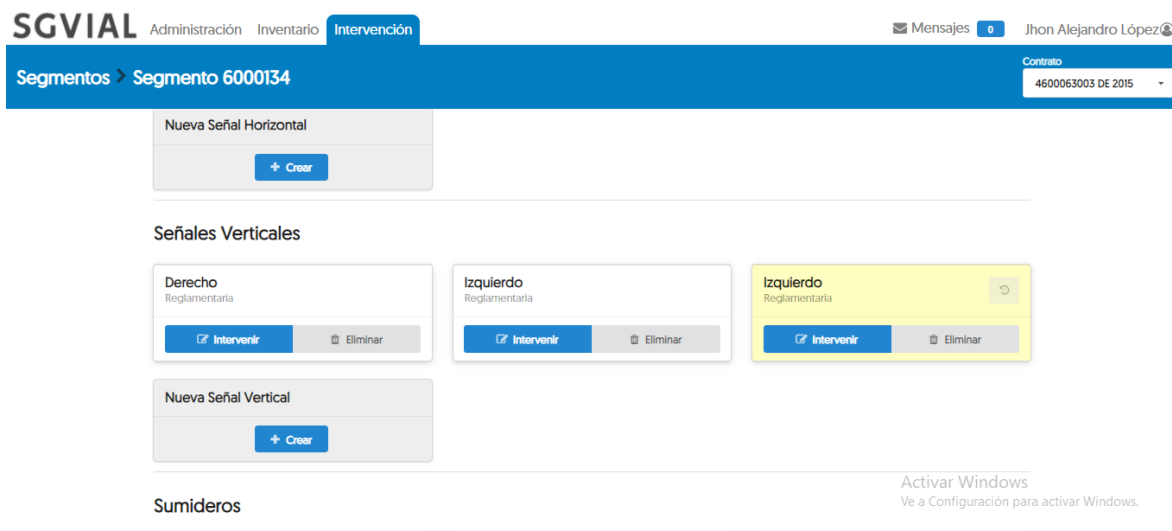 SGVIAL Administración Inventario Intervención Mensajes 0 Jhon Alejandro López
Segmentos > Segmento 6000134
Contrato
4600063003 DE 2015
Nueva Señal Horizontal
+ Crear
Señales Verticales
Derecho
Reglamentaria
Intervenir Eliminar
Izquierdo
Reglamentaria
Intervenir Eliminar
Izquierdo
Reglamentaria
Intervenir Eliminar
Nueva Señal Vertical
+ Crear
Sumideros
Activar Windows
Ve a Configuración para activar Windows.